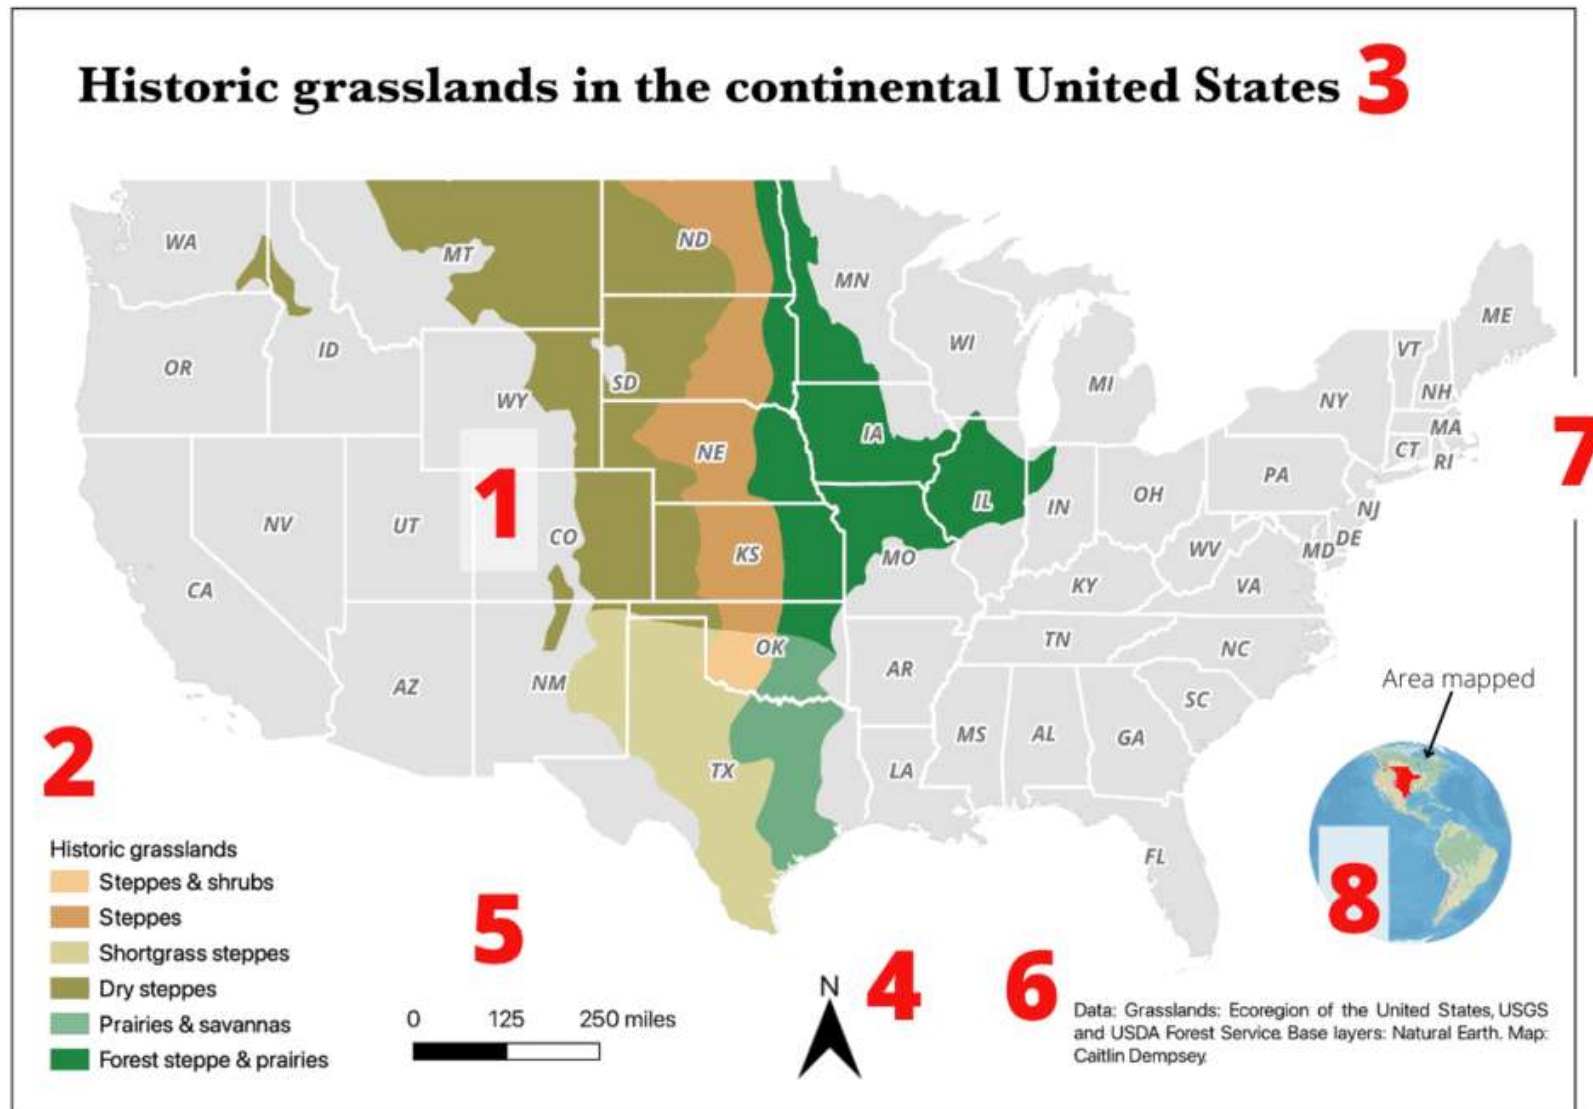 Historic grasslands in the continental United States 3
WA
MT
ND
MN
ME
OR
ID
WY
SD
WI
MI
NY
VT
NH
MA
CT
RI
NE
IA
PA
NJ
NV
UT
1
CO
KS
MO
IL
IN
OH
WV
MD
DE
VA
7
CA
KY
AZ
NM
OK
AR
TN
NC
SC
TX
LA
MS
AL
GA
FL
Area mapped
2
8
Historic grasslands
Steppes & shrubs
Steppes
Shortgrass steppes
Dry steppes
Prairies & savannas
Forest steppe & prairies
5
0 125 250 miles
N
4
6
Data: Grasslands: Ecoregion of the United States, USGS
and USDA Forest Service. Base layers: Natural Earth. Map:
Caitlin Dempsey.